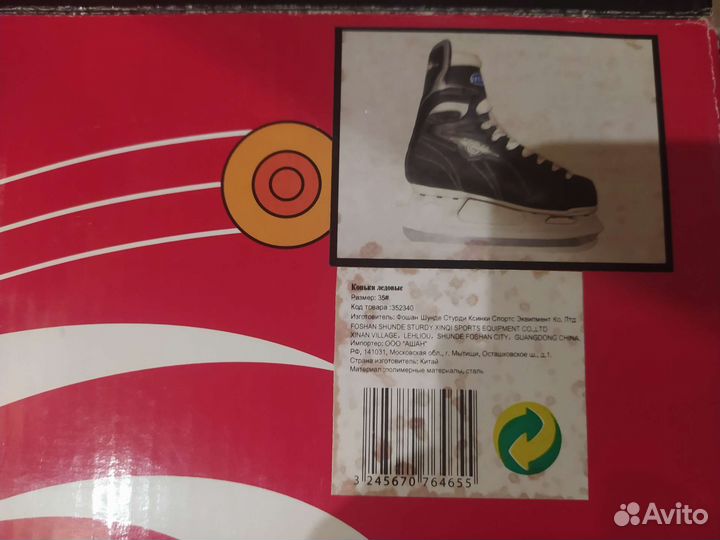 Коньки ледовые
Размер: 35#
Код товара :352340
Изготовитель: Фошан Шунде Стурди Ксинки Спортс Эквипмент Ко. Лтд
FOSHAN SHUNDE STURDY XINQI SPORTS EQUIPMENT CO.,LTD
XINAN VILLAGE, LEHLIOU, SHUNDE FOSHAN CITY, GUANGDONG CHINA.
Импортер: ООО "АШАН"
РФ, 141031, Московская обл., г. Мытищи, Осташковское ш., д.1.
Страна изготовитель: Китай
Материал :полимерные материалы, сталь
3 245670 764655
Avito